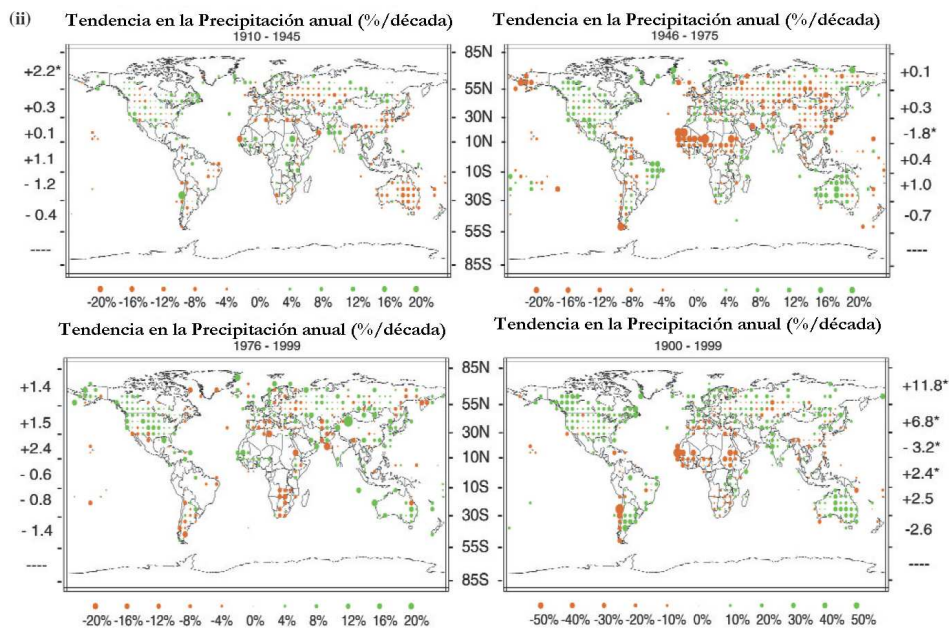 (ii)
Tendencia en la Precipitación anual (%/década)
1910 - 1945
+2.2*
+0.3
+0.1
+1.1
- 1.2
- 0.4
----
-20% -16% -12% -8% -4% 0% 4% 8% 12% 16% 20%
Tendencia en la Precipitación anual (%/década)
1946 - 1975
85N
55N
30N
10N
10S
30S
55S
85S
+0.1
+0.3
-1.8*
+0.4
+1.0
-0.7
----
-20% -16% -12% -8% -4% 0% 4% 8% 12% 16% 20%
Tendencia en la Precipitación anual (%/década)
1976 - 1999
+1.4
+1.5
+2.4
- 0.6
- 0.8
- 1.4
----
-20% -16% -12% -8% -4% 0% 4% 8% 12% 16% 20%
Tendencia en la Precipitación anual (%/década)
1900 - 1999
85N
55N
30N
10N
10S
30S
55S
85S
+11.8*
+6.8*
- 3.2*
+2.4*
+2.5
-2.6
----
-50% -40% -30% -20% -10% 0% 10% 20% 30% 40% 50%